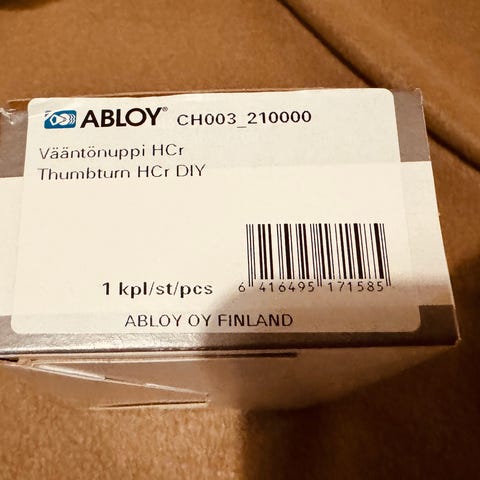 ABLOY® CH003_210000
Vääntönuppi HCr
Thumbturn HCr DIY
1 kpl/st/pcs
6 416495 171585
ABLOY OY FINLAND